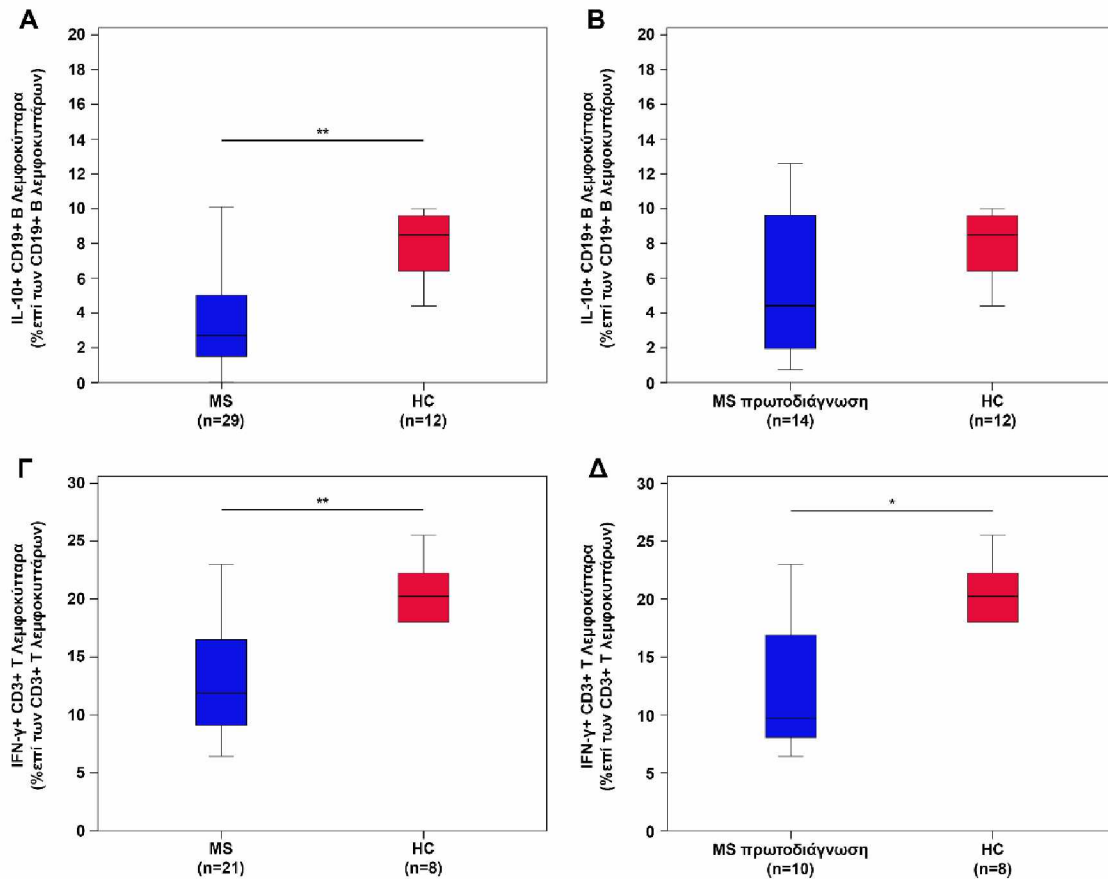 A
IL-10+ CD19+ Β Λεμφοκύτταρα
(%επί των CD19+ Β λεμφοκυττάρων)
20
18
16
14
12
10
8
6
4
2
0
**
MS
(n=29)
HC
(n=12)
B
IL-10+ CD19+ Β Λεμφοκύτταρα
(%επί των CD19+ Β λεμφοκυττάρων)
20
18
16
14
12
10
8
6
4
2
0
MS πρωτοδιάγνωση
(n=14)
HC
(n=12)
Γ
IFN-γ+ CD3+ Τ Λεμφοκύτταρα
(%επί των CD3+ Τ λεμφοκυττάρων)
30
25
20
15
10
5
0
**
MS
(n=21)
HC
(n=8)
Δ
IFN-γ+ CD3+ Τ Λεμφοκύτταρα
(%επί των CD3+ Τ λεμφοκυττάρων)
30
25
20
15
10
5
0
*
MS πρωτοδιάγνωση
(n=10)
HC
(n=8)